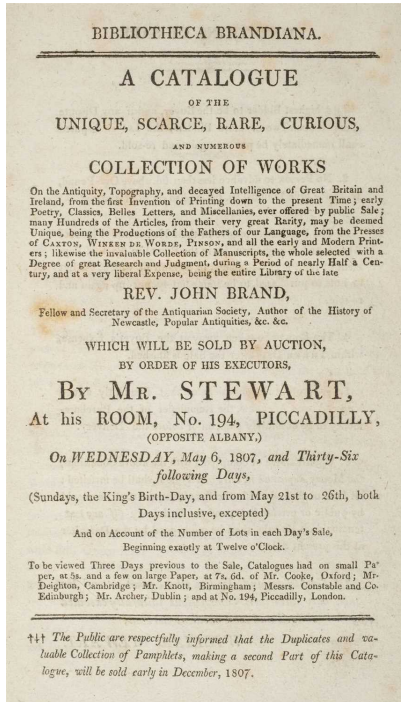 BIBLIOTHECA BRANDIANA.
A CATALOGUE
OF THE
UNIQUE, SCARCE, RARE, CURIOUS,
AND NUMEROUS
COLLECTION OF WORKS
On the Antiquity, Topography, and decayed Intelligence of Great Britain and
Ireland, from the first Invention of Printing down to the present Time; early
Poetry, Classics, Belles Letters, and Miscellanies, ever offered by public Sale;
many Hundreds of the Articles, from their very great Rarity, may be deemed
Unique, being the Productions of the Fathers of our Language, from the Presses
of CAXTON, WINKEN DE WORDE, PINSON, and all the early and Modern Print-
ers; likewise the invaluable Collection of Manuscripts, the whole selected with a
Degree of great Research and Judgment, during a Period of nearly Half a Cen-
tury, and at a very liberal Expense, being the entire Library of the late
REV. JOHN BRAND,
Fellow and Secretary of the Antiquarian Society, Author of the History of
Newcastle, Popular Antiquities, &c. &c.
WHICH WILL BE SOLD BY AUCTION,
BY ORDER OF HIS EXECUTORS,
BY MR. STEWART,
At his ROOM, No. 194, PICCADILLY,
(OPPOSITE ALBANY,)
On WEDNESDAY, May 6, 1807, and Thirty-Six
following Days,
(Sundays, the King's Birth-Day, and from May 21st to 26th, both
Days inclusive, excepted)
And on Account of the Number of Lots in each Day's Sale,
Beginning exactly at Twelve o'Clock.
To be viewed Three Days previous to the Sale, Catalogues had on small Pa-
per, at 5s. and a few on large Paper, at 7s. 6d. of Mr. Cooke, Oxford; Mr.
Deighton, Cambridge; Mr. Knott, Birmingham; Messrs. Constable and Co.
Edinburgh; Mr. Archer, Dublin; and at No. 194, Piccadilly, London.
†‡† The Public are respectfully informed that the Duplicates and va-
luable Collection of Pamphlets, making a second Part of this Cata-
logue, will be sold early in December, 1807.